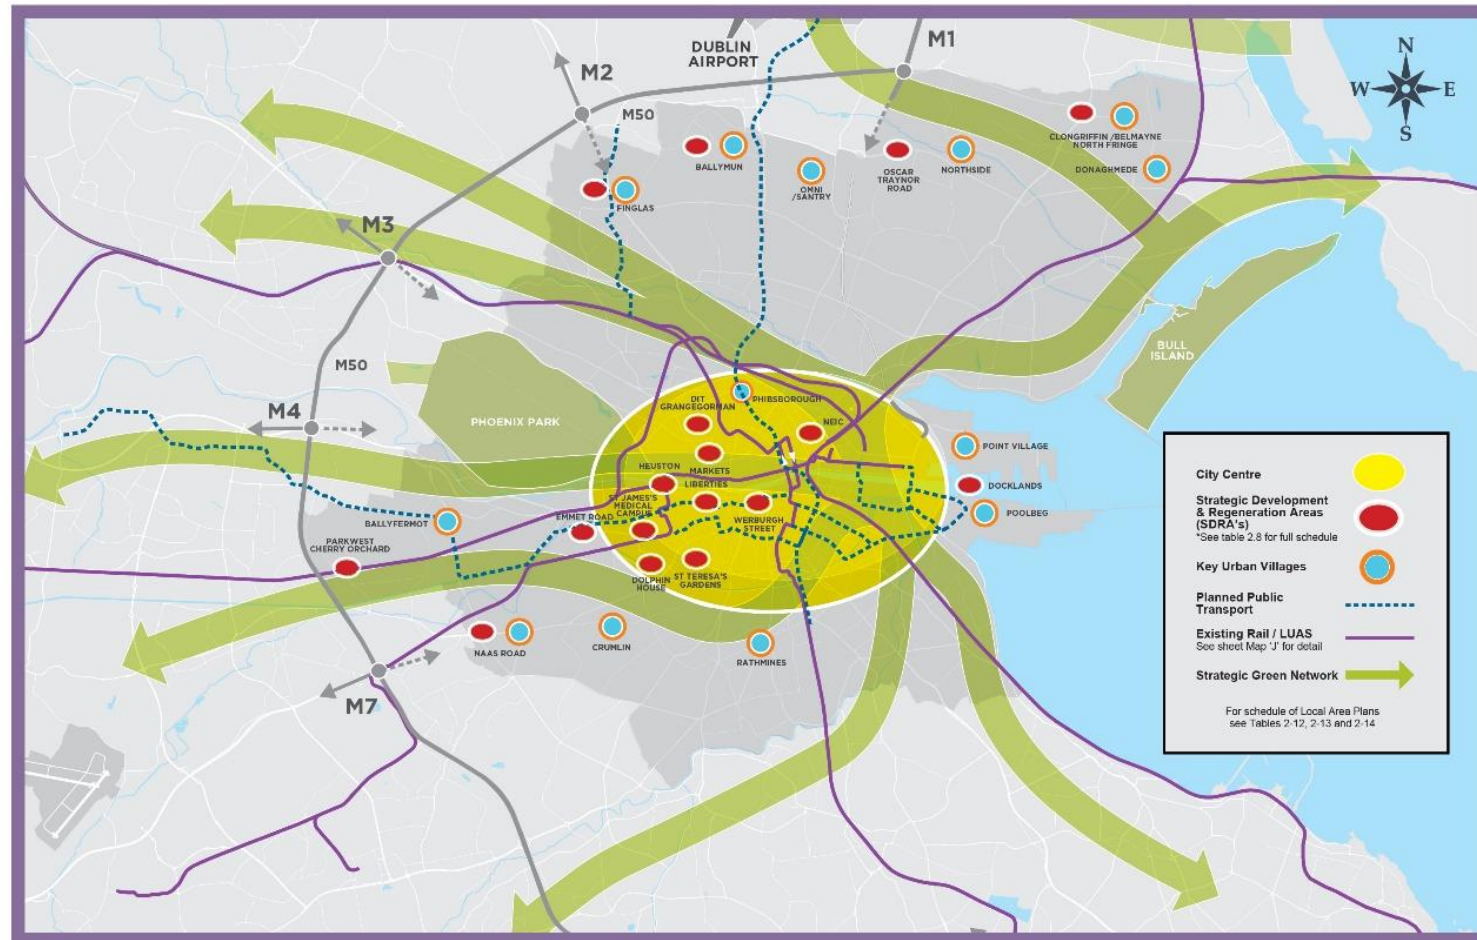 DUBLIN
AIRPORT
M1
M2
M50
N
W
E
S
CLONGRIFFIN /BELMAYNE
NORTH FRINGE
BALLYMUN
OMNI
/SANTRY
OSCAR
TRAYNOR
ROAD
NORTHSIDE
DONAGHMEDE
FINGLAS
M3
M50
BULL
ISLAND
M4
PHOENIX PARK
DIT
GRANGEGORMAN
PHIBSBOROUGH
NEIC
MARKETS
HEUSTON
LIBERTIES
ST JAMES'S
MEDICAL
CAMPUS
WERBURGH
STREET
EMMET ROAD
DOLPHIN
HOUSE
ST TERESA'S
GARDENS
POINT VILLAGE
DOCKLANDS
POOLBEG
BALLYFERMOT
PARKWEST
CHERRY ORCHARD
NAAS ROAD
CRUMLIN
RATHMINES
M7
City Centre
Strategic Development
& Regeneration Areas
(SDRA's)
*See table 2.8 for full schedule
Key Urban Villages
Planned Public
Transport
Existing Rail / LUAS
See sheet Map 'J' for detail
Strategic Green Network
For schedule of Local Area Plans
see Tables 2-12, 2-13 and 2-14